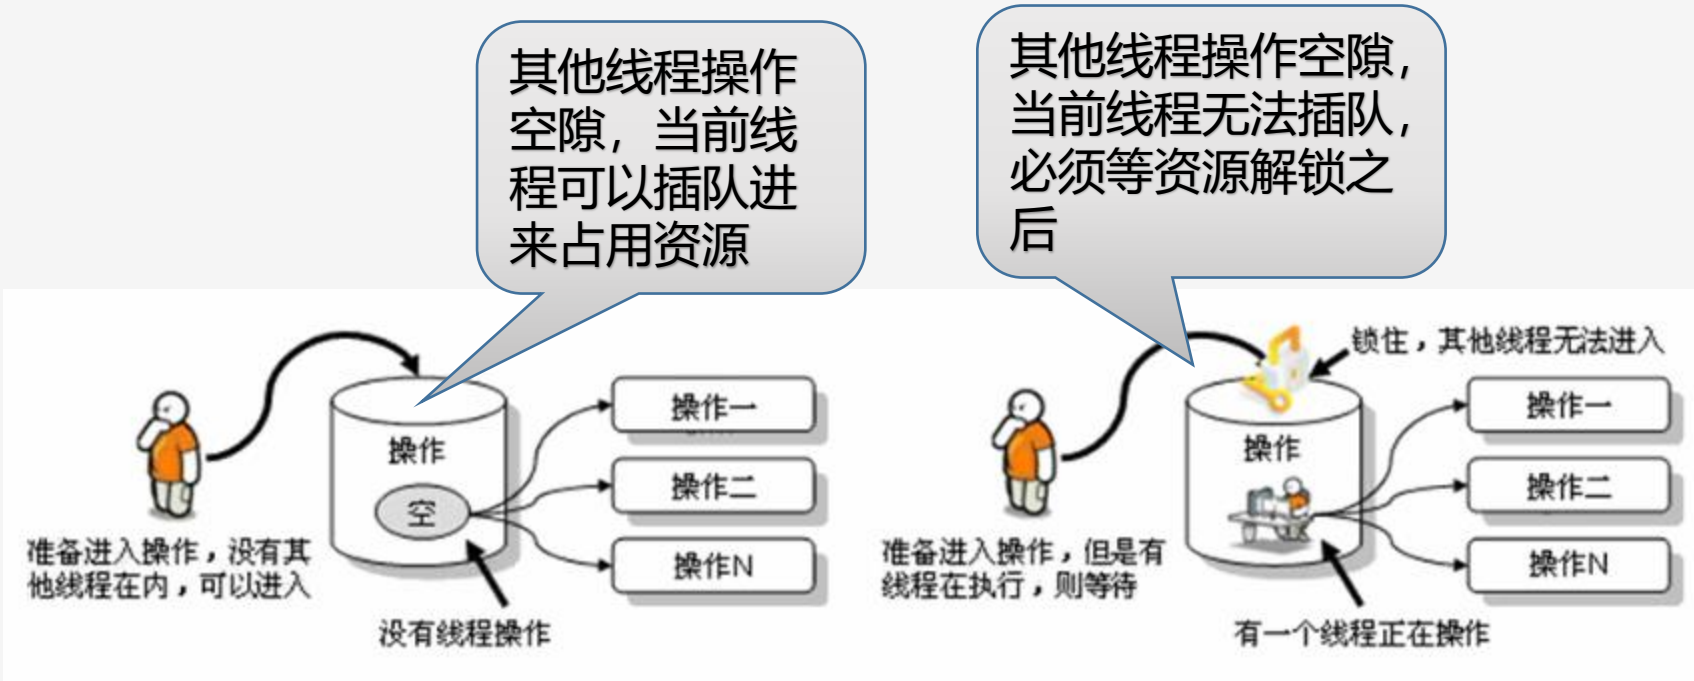 其他线程操作
空隙，当前线
程可以插队进
来占用资源
其他线程操作空隙，
当前线程无法插队，
必须等资源解锁之
后
操作
空
操作一
操作二
操作N
准备进入操作，没有其
他线程在内，可以进入
没有线程操作
锁住，其他线程无法进入
操作
操作一
操作二
操作N
准备进入操作，但是有
线程在执行，则等待
有一个线程正在操作